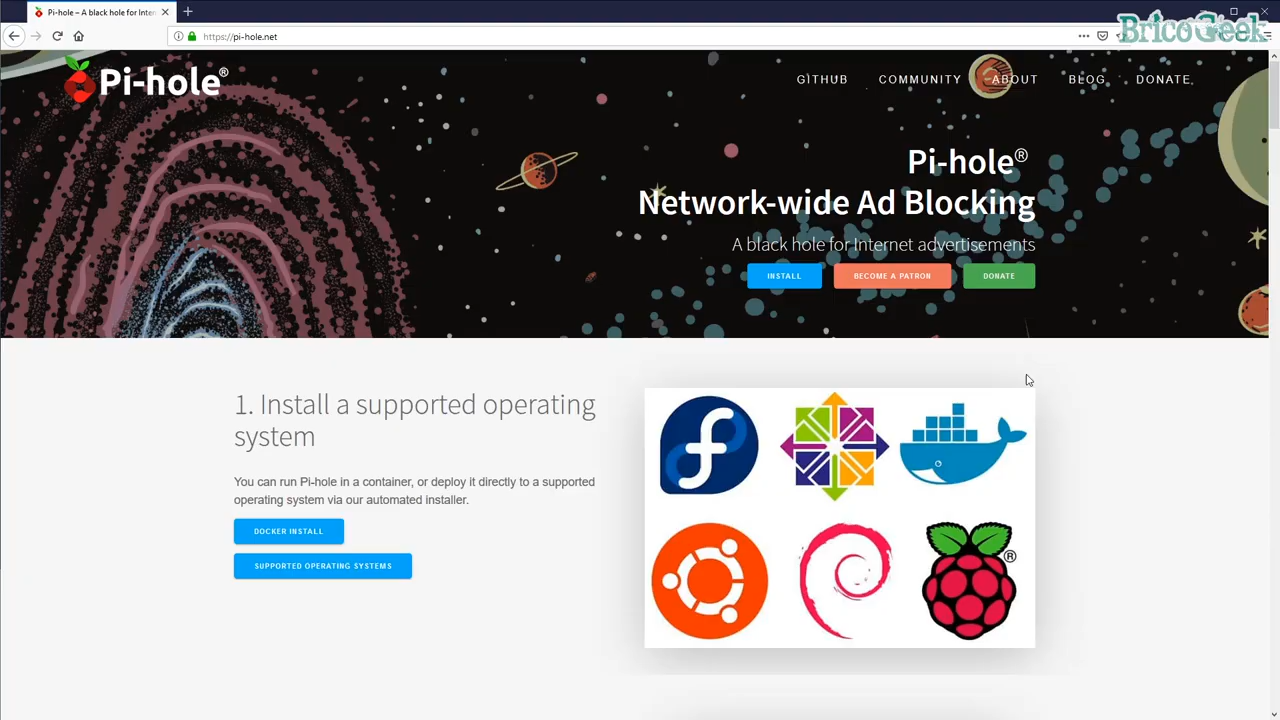 Pi-hole – A black hole for Inter
BricoGeek
https://pi-hole.net
Pi-hole®
GITHUB
COMMUNITY
ABOUT
BLOG
DONATE
Pi-hole®
Network-wide Ad Blocking
A black hole for Internet advertisements
INSTALL
BECOME A PATRON
DONATE
1. Install a supported operating
system
You can run Pi-hole in a container, or deploy it directly to a supported
operating system via our automated installer.
DOCKER INSTALL
SUPPORTED OPERATING SYSTEMS
®